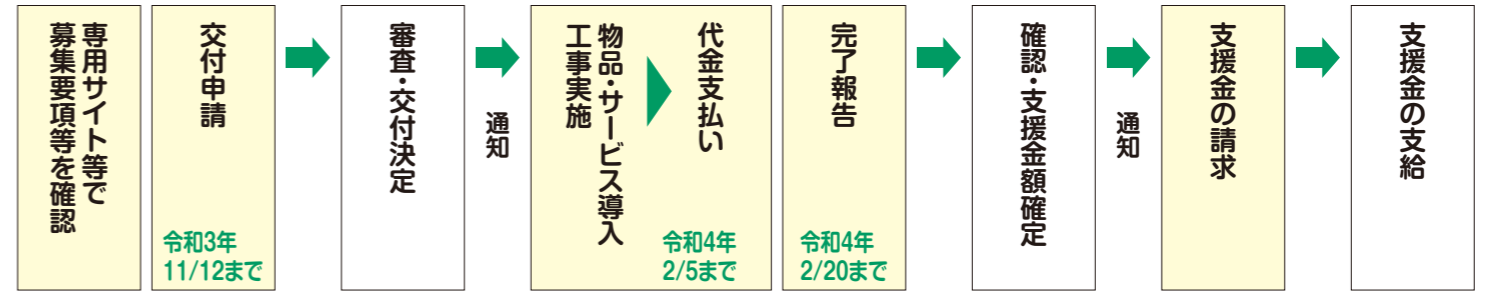 専用サイト等で
募集要項等を確認
交付申請
令和3年
11/12まで
審査・交付決定
通知
物品・サービス導入
工事実施
代金支払い
令和4年
2/5まで
完了報告
令和4年
2/20まで
確認・支援金額確定
通知
支援金の請求
支援金の支給